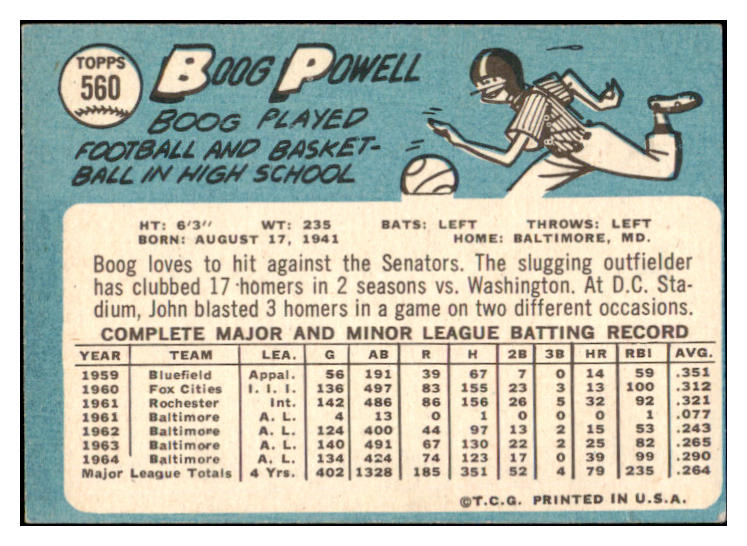 TOPPS
560
BOOG POWELL
BOOG PLAYED
FOOTBALL AND BASKET-
BALL IN HIGH SCHOOL
HT: 6'3" WT: 235 BATS: LEFT THROWS: LEFT
BORN: AUGUST 17, 1941 HOME: BALTIMORE, MD.
Boog loves to hit against the Senators. The slugging outfielder
has clubbed 17 homers in 2 seasons vs. Washington. At D.C. Sta-
dium, John blasted 3 homers in a game on two different occasions.
COMPLETE MAJOR AND MINOR LEAGUE BATTING RECORD
YEAR TEAM LEA. G AB R H 2B 3B HR RBI AVG.
1959 Bluefield Appal. 56 191 39 67 7 0 14 59 .351
1960 Fox Cities I. I. I. 136 497 83 155 23 3 13 100 .312
1961 Rochester Int. 142 486 86 156 26 5 32 92 .321
1961 Baltimore A. L. 4 13 0 1 0 0 0 1 .077
1962 Baltimore A. L. 124 400 44 97 13 2 15 53 .243
1963 Baltimore A. L. 140 491 67 130 22 2 25 82 .265
1964 Baltimore A. L. 134 424 74 123 17 0 39 99 .290
Major League Totals 4 Yrs. 402 1328 185 351 52 4 79 235 .264
©T.C.G. PRINTED IN U.S.A.